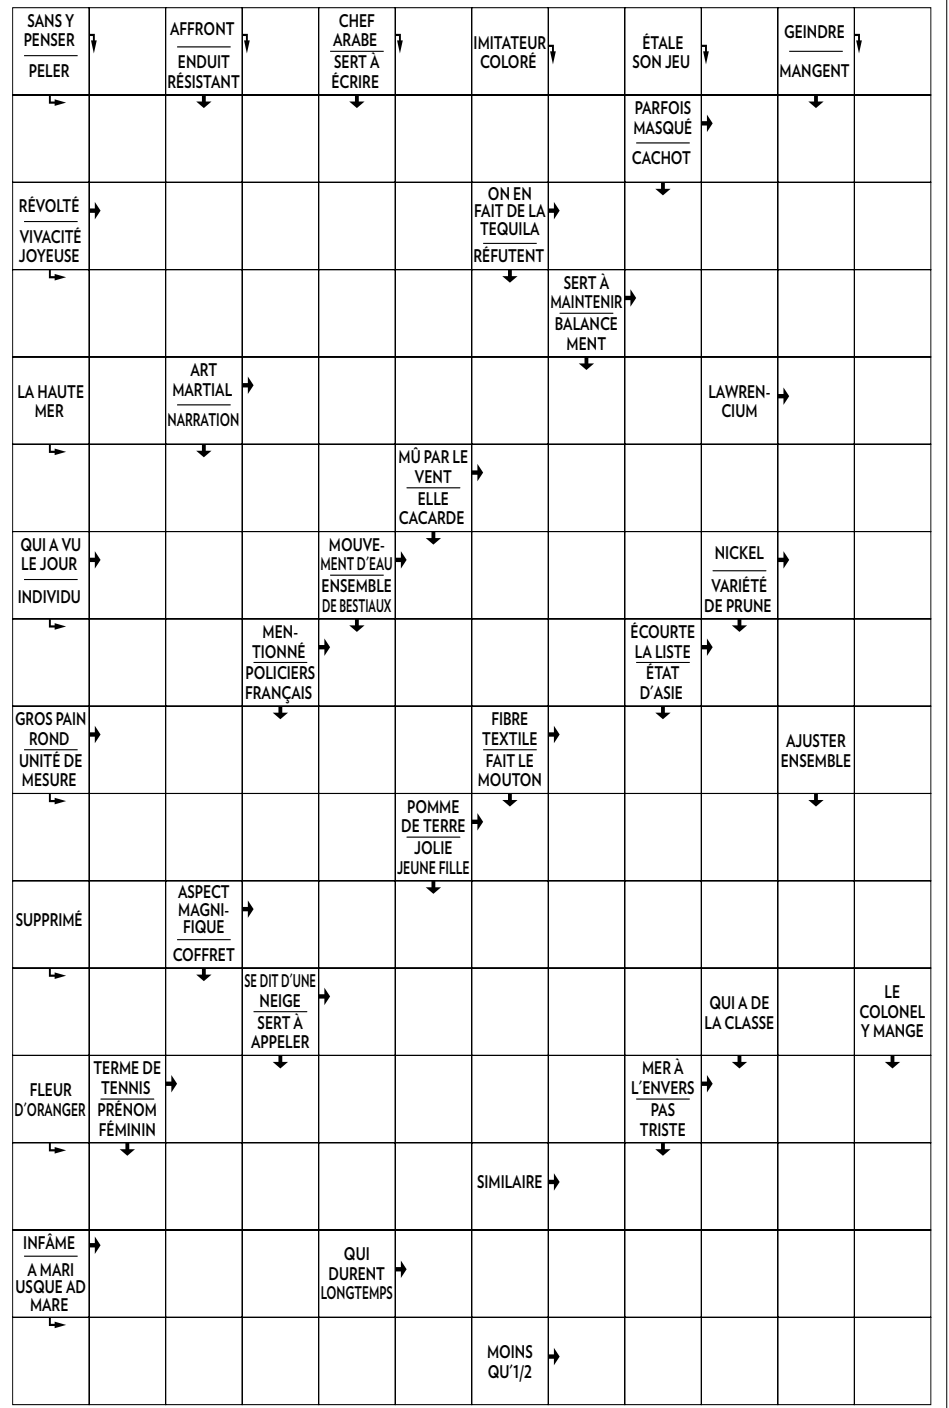 SANS Y
PENSER
PELER
AFFRONT
ENDUIT
RÉSISTANT
CHEF
ARABE
SERT À
ÉCRIRE
IMITATEUR
COLORÉ
ÉTALE
SON JEU
GEINDRE
MANGENT
PARFOIS
MASQUÉ
CACHOT
RÉVOLTÉ
VIVACITÉ
JOYEUSE
ON EN
FAIT DE LA
TEQUILA
RÉFUTENT
SERT À
MAINTENIR
BALANCE
MENT
LA HAUTE
MER
ART
MARTIAL
NARRATION
LAWREN-
CIUM
MÛ PAR LE
VENT
ELLE
CACARDE
QUI A VU
LE JOUR
INDIVIDU
MOUVE-
MENT D'EAU
ENSEMBLE
DE BESTIAUX
NICKEL
VARIÉTÉ
DE PRUNE
MEN-
TIONNÉ
POLICIERS
FRANÇAIS
ÉCOURTE
LA LISTE
ÉTAT
D'ASIE
GROS PAIN
ROND
UNITÉ DE
MESURE
FIBRE
TEXTILE
FAIT LE
MOUTON
AJUSTER
ENSEMBLE
POMME
DE TERRE
JOLIE
JEUNE FILLE
SUPPRIMÉ
ASPECT
MAGNI-
FIQUE
COFFRET
SE DIT D'UNE
NEIGE
SERT À
APPELER
QUI A DE
LA CLASSE
LE
COLONEL
Y MANGE
FLEUR
D'ORANGER
TERME DE
TENNIS
PRÉNOM
FÉMININ
MER À
L'ENVERS
PAS
TRISTE
SIMILAIRE
INFÂME
A MARI
USQUE AD
MARE
QUI
DURENT
LONGTEMPS
MOINS
QU'1/2